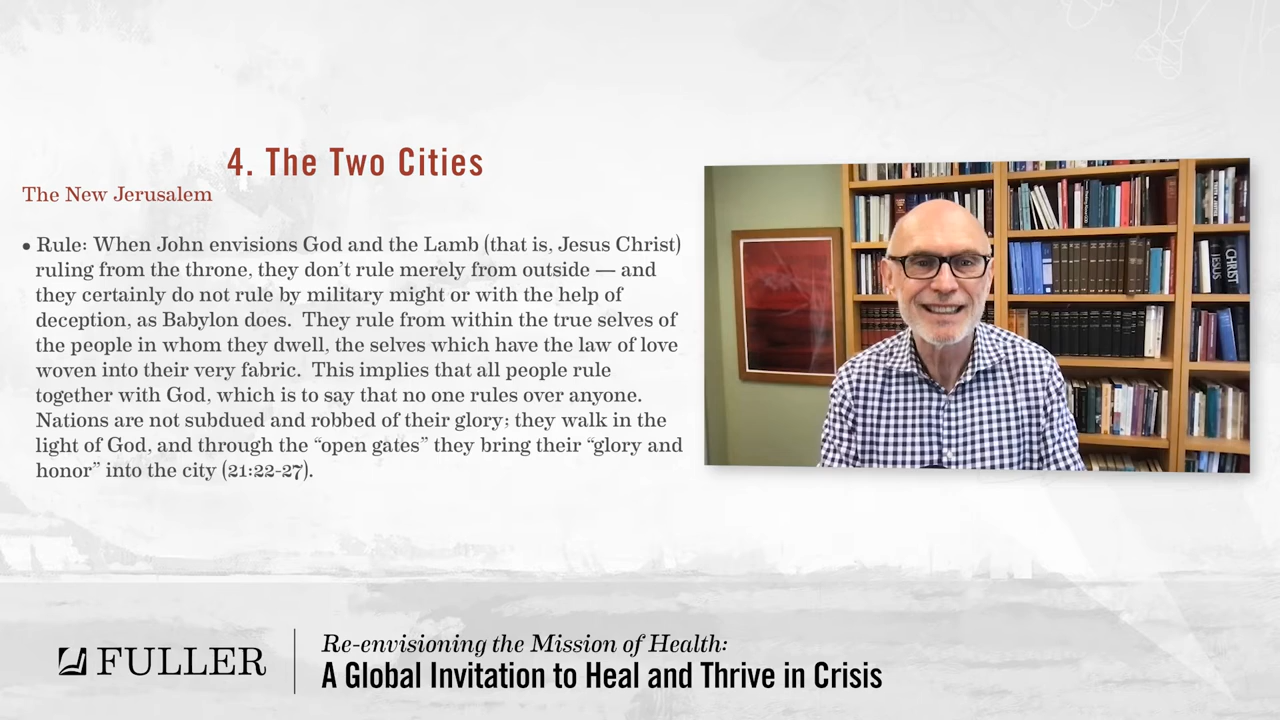 4. The Two Cities
The New Jerusalem
• Rule: When John envisions God and the Lamb (that is, Jesus Christ)
ruling from the throne, they don't rule merely from outside — and
they certainly do not rule by military might or with the help of
deception, as Babylon does. They rule from within the true selves of
the people in whom they dwell, the selves which have the law of love
woven into their very fabric. This implies that all people rule
together with God, which is to say that no one rules over anyone.
Nations are not subdued and robbed of their glory; they walk in the
light of God, and through the “open gates” they bring their “glory and
honor” into the city (21:22-27).
CHRIST
JESUS
FULLER
Re-envisioning the Mission of Health:
A Global Invitation to Heal and Thrive in Crisis